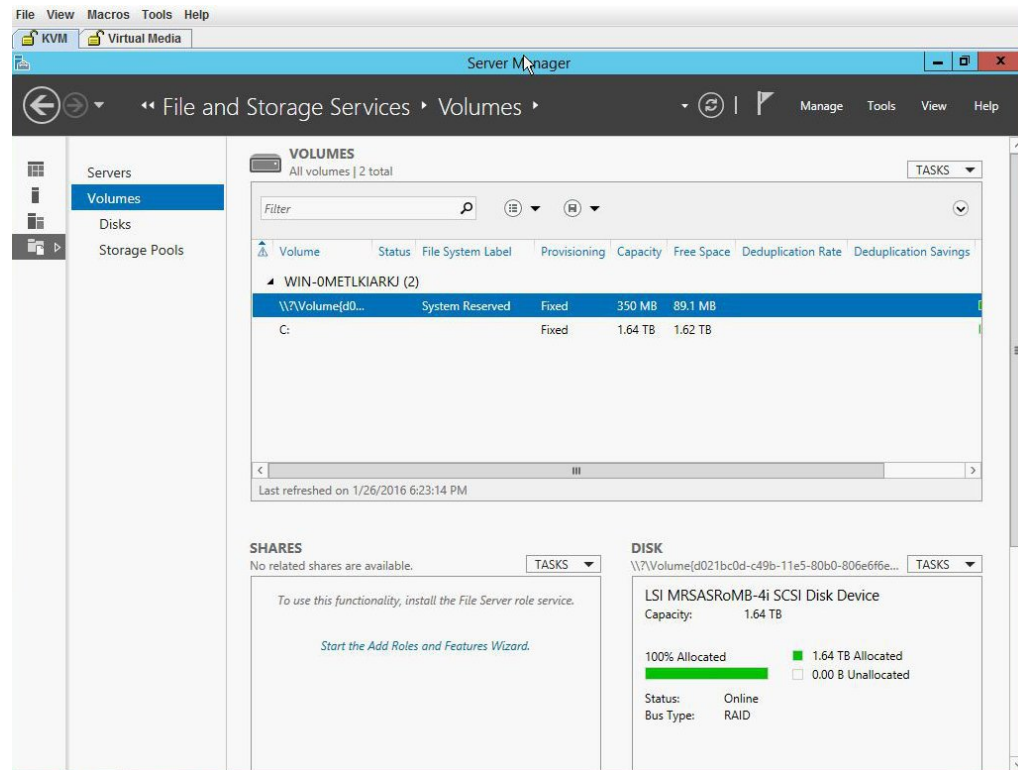 File View Macros Tools Help
KVM Virtual Media
Server Manager
File and Storage Services Volumes Manage Tools View Help
Servers
Volumes
Disks
Storage Pools
VOLUMES
All volumes | 2 total
TASKS
Filter
Volume Status File System Label Provisioning Capacity Free Space Deduplication Rate Deduplication Savings
WIN-0METLKIARKJ (2)
\\?\Volume{d0... System Reserved Fixed 350 MB 89.1 MB
C: Fixed 1.64 TB 1.62 TB
Last refreshed on 1/26/2016 6:23:14 PM
SHARES
No related shares are available.
TASKS
To use this functionality, install the File Server role service.
Start the Add Roles and Features Wizard.
DISK
\\?\Volume{d021bc0d-c49b-11e5-80b0-806e6f6e... TASKS
LSI MRSASRoMB-4i SCSI Disk Device
Capacity: 1.64 TB
100% Allocated
1.64 TB Allocated
0.00 B Unallocated
Status: Online
Bus Type: RAID